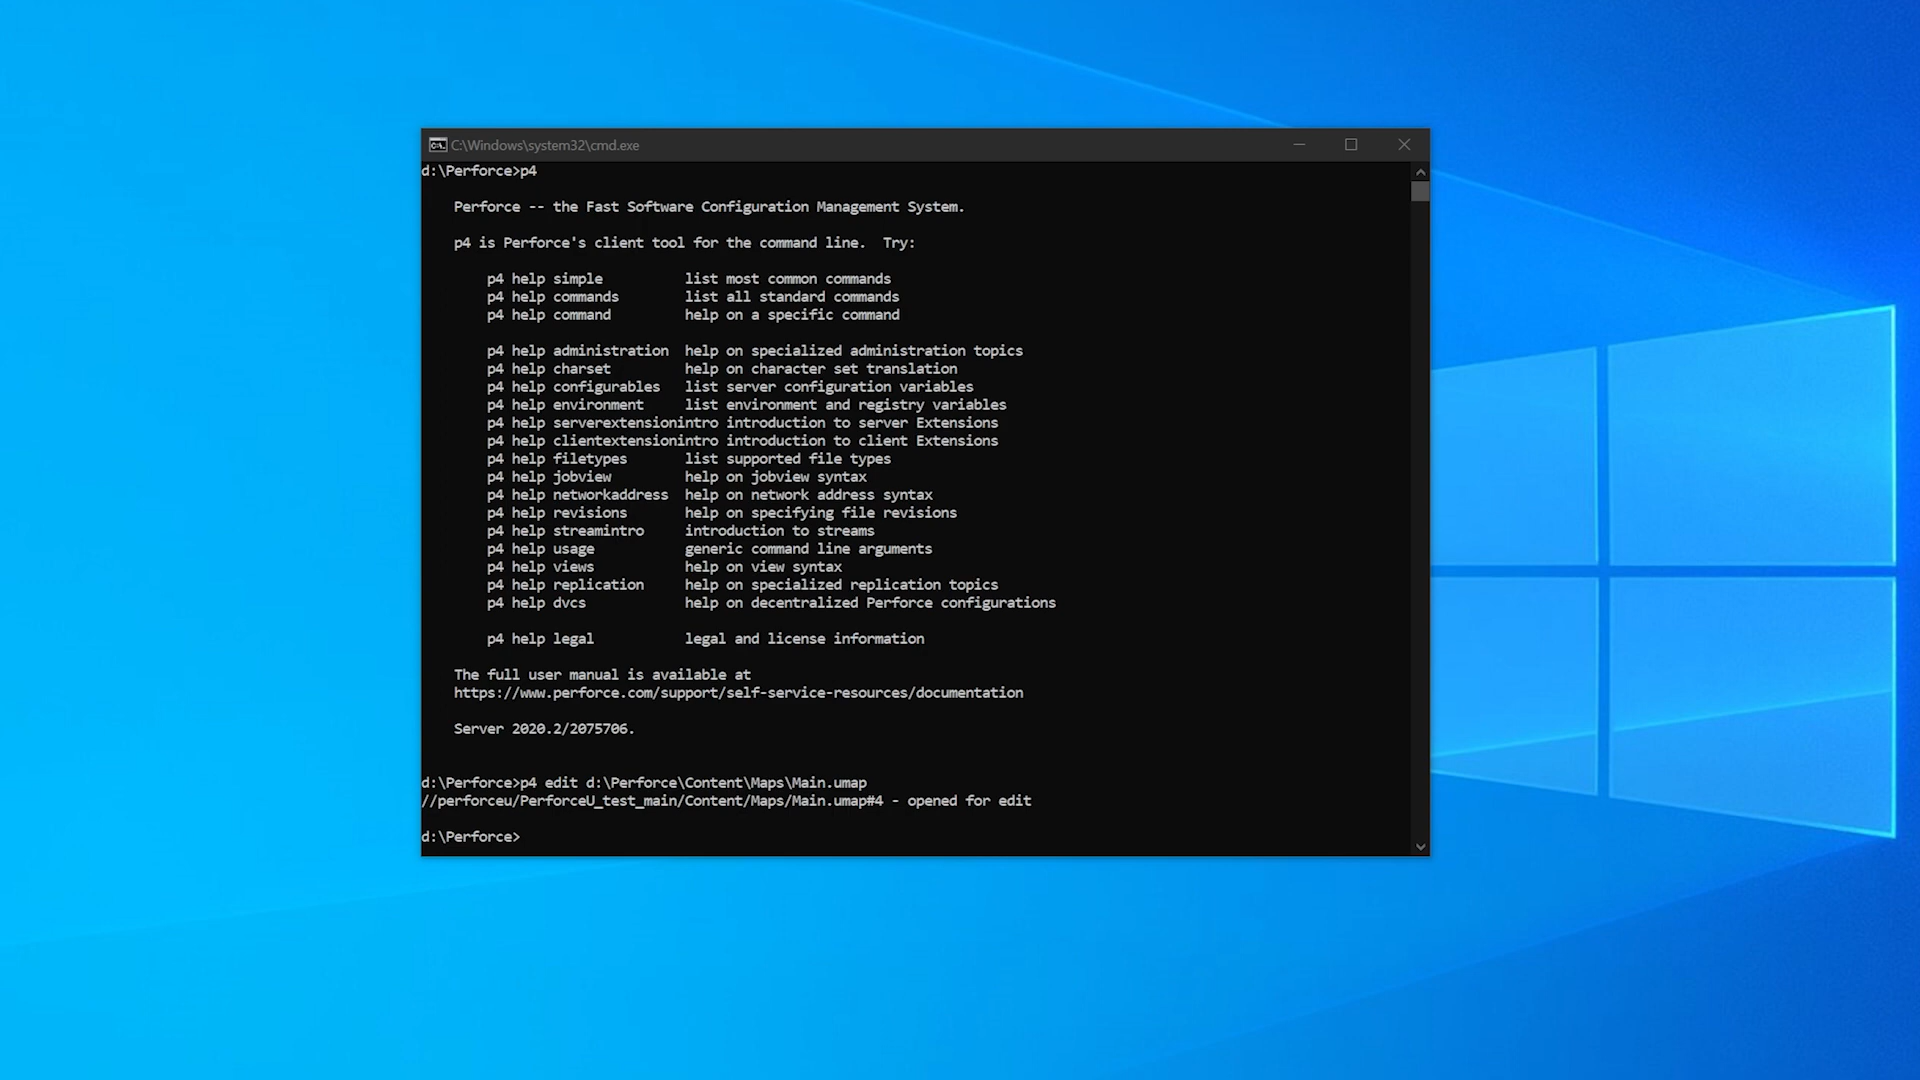 C:\Windows\system32\cmd.exe
d:\Perforce>p4
Perforce -- the Fast Software Configuration Management System.
p4 is Perforce's client tool for the command line.  Try:
p4 help simple          list most common commands
p4 help commands        list all standard commands
p4 help command         help on a specific command
p4 help administration  help on specialized administration topics
p4 help charset         help on character set translation
p4 help configurables   list server configuration variables
p4 help environment     list environment and registry variables
p4 help serverextensionintro introduction to server Extensions
p4 help clientextensionintro introduction to client Extensions
p4 help filetypes       list supported file types
p4 help jobview         help on jobview syntax
p4 help networkaddress  help on network address syntax
p4 help revisions       help on specifying file revisions
p4 help streamintro     introduction to streams
p4 help usage           generic command line arguments
p4 help views           help on view syntax
p4 help replication     help on specialized replication topics
p4 help dvcs            help on decentralized Perforce configurations
p4 help legal           legal and license information
The full user manual is available at
https://www.perforce.com/support/self-service-resources/documentation
Server 2020.2/2075706.
d:\Perforce>p4 edit d:\Perforce\Content\Maps\Main.umap
//perforceu/PerforceU_test_main/Content/Maps/Main.umap#4 - opened for edit
d:\Perforce>